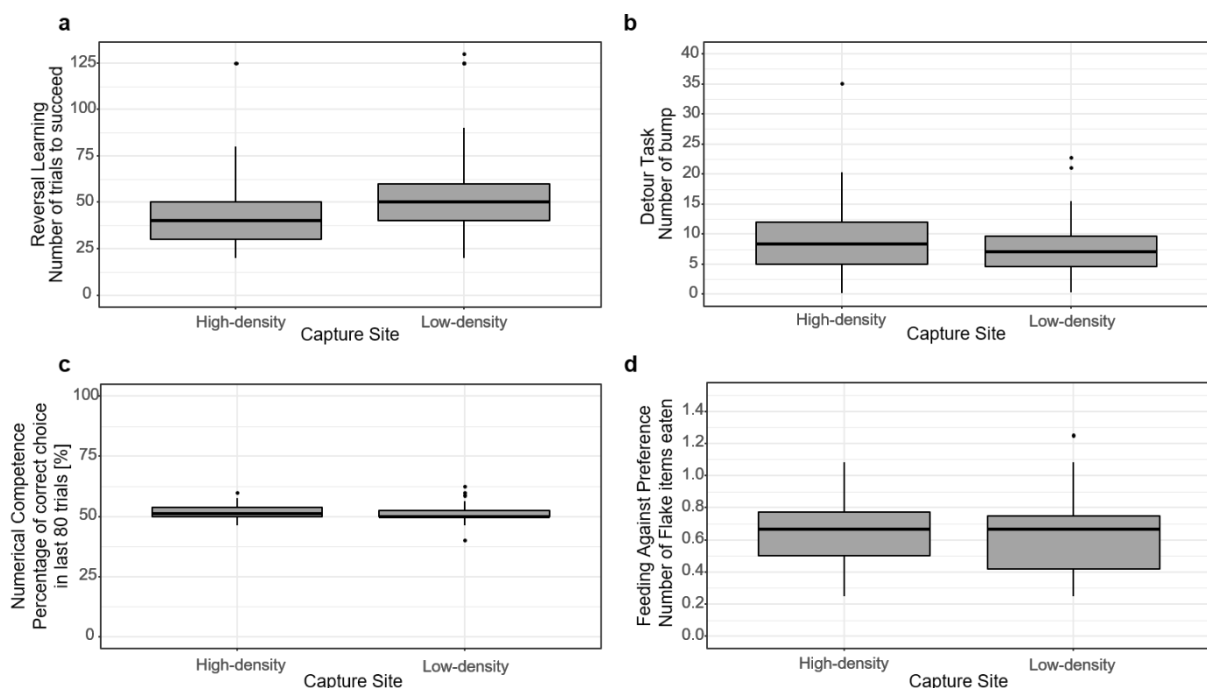 a
Reversal Learning
Number of trials to succeed
125
100
75
50
25
0
High-density
Low-density
Capture Site
b
Detour Task
Number of bump
40
35
30
25
20
15
10
5
0
High-density
Low-density
Capture Site
c
Numerical Competence
Percentage of correct choice
in last 80 trials [%]
100
75
50
25
0
High-density
Low-density
Capture Site
d
Feeding Against Preference
Number of Flake items eaten
1.4
1.2
1.0
0.8
0.6
0.4
0.2
0.0
High-density
Low-density
Capture Site